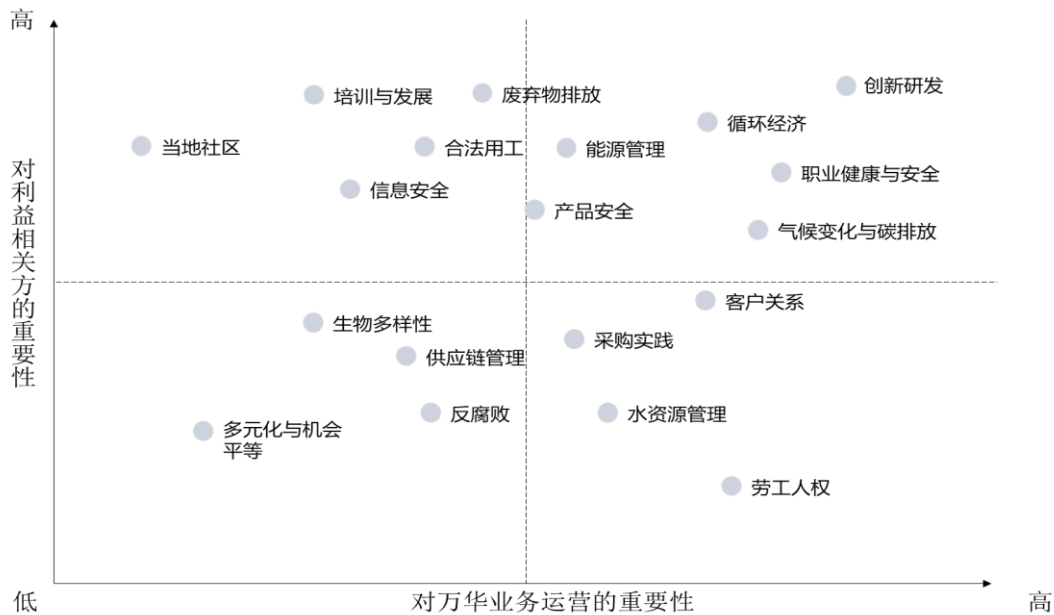 高
创新研发
培训与发展
废弃物排放
循环经济
当地社区
合法用工
能源管理
职业健康与安全
信息安全
产品安全
气候变化与碳排放
对利益相关方的重要性
客户关系
生物多样性
采购实践
供应链管理
反腐败
水资源管理
多元化与机会
平等
劳工人权
低
对万华业务运营的重要性
高